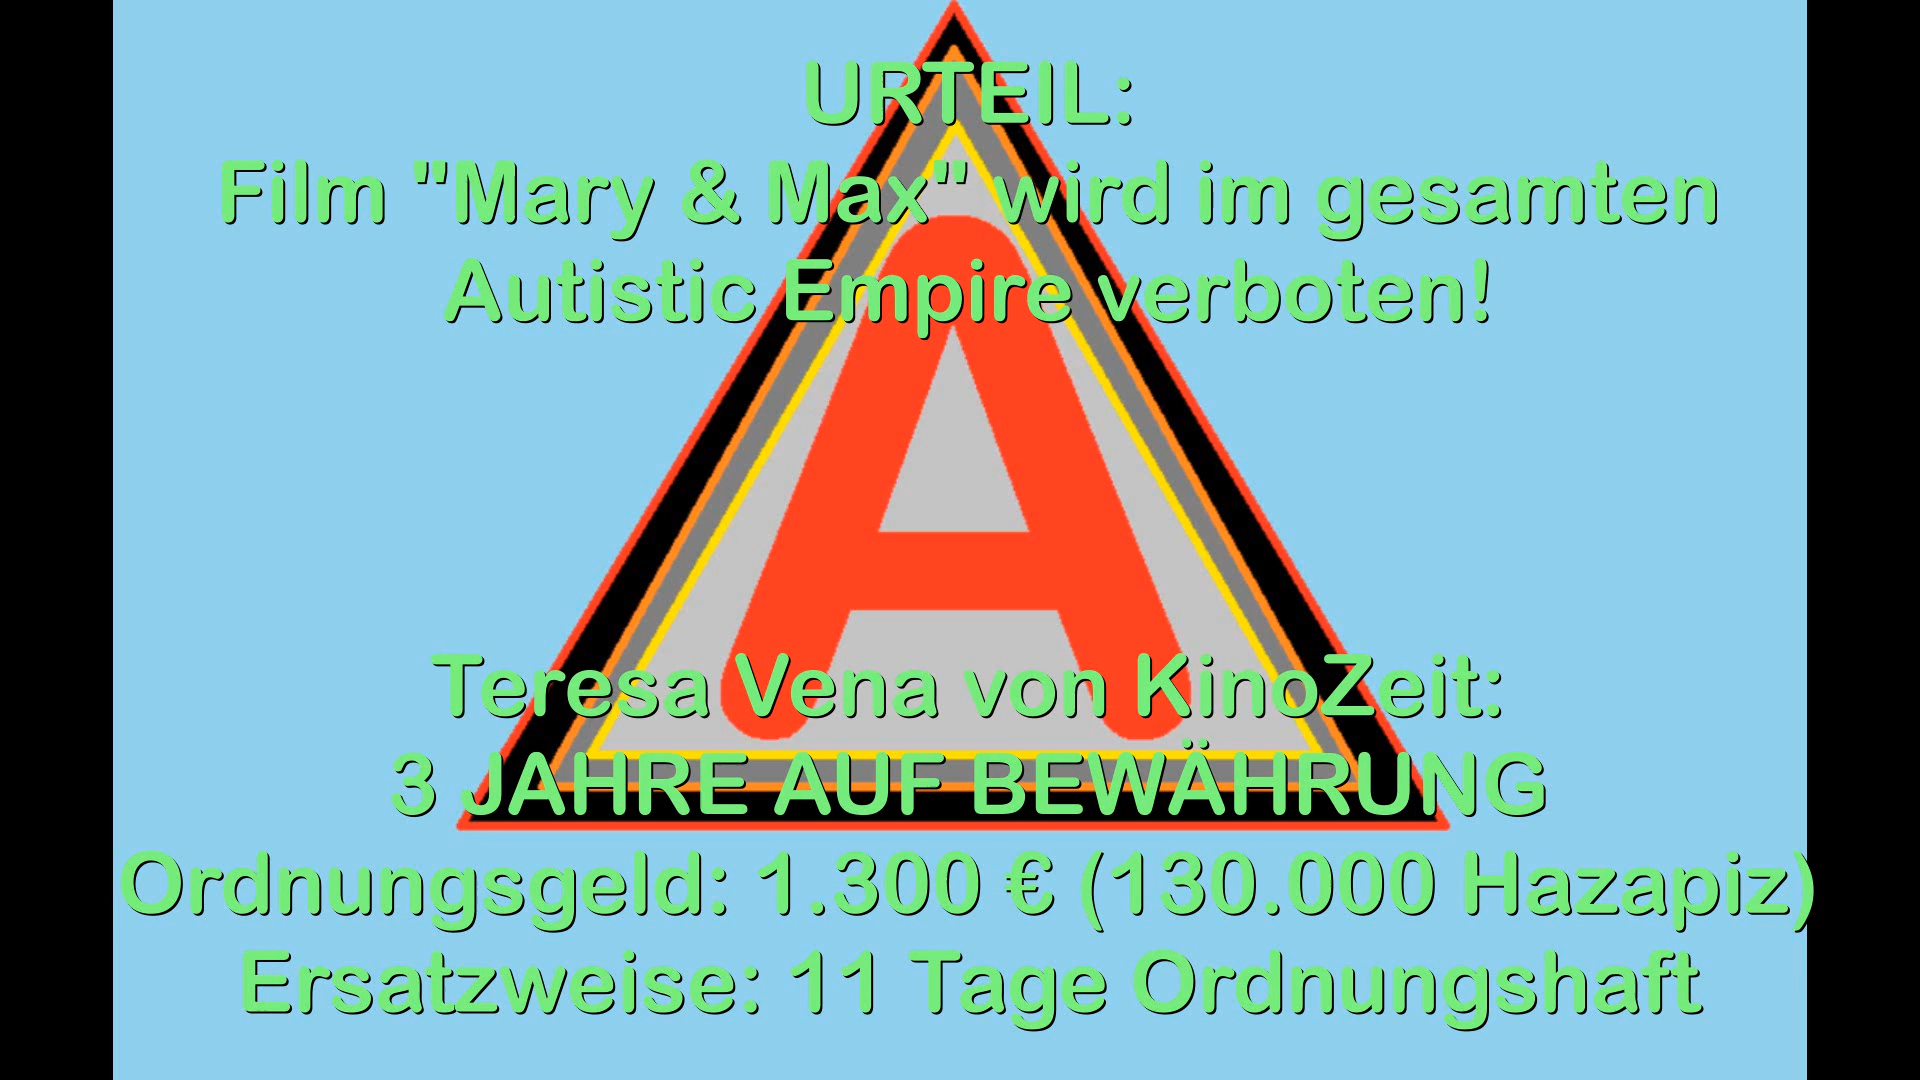 URTEIL:
Film "Mary & Max" wird im gesamten
Autistic Empire verboten!
A
Teresa Vena von KinoZeit:
3 JAHRE AUF BEWÄHRUNG
Ordnungsgeld: 1.300 € (130.000 Hazapiz)
Ersatzweise: 11 Tage Ordnungshaft